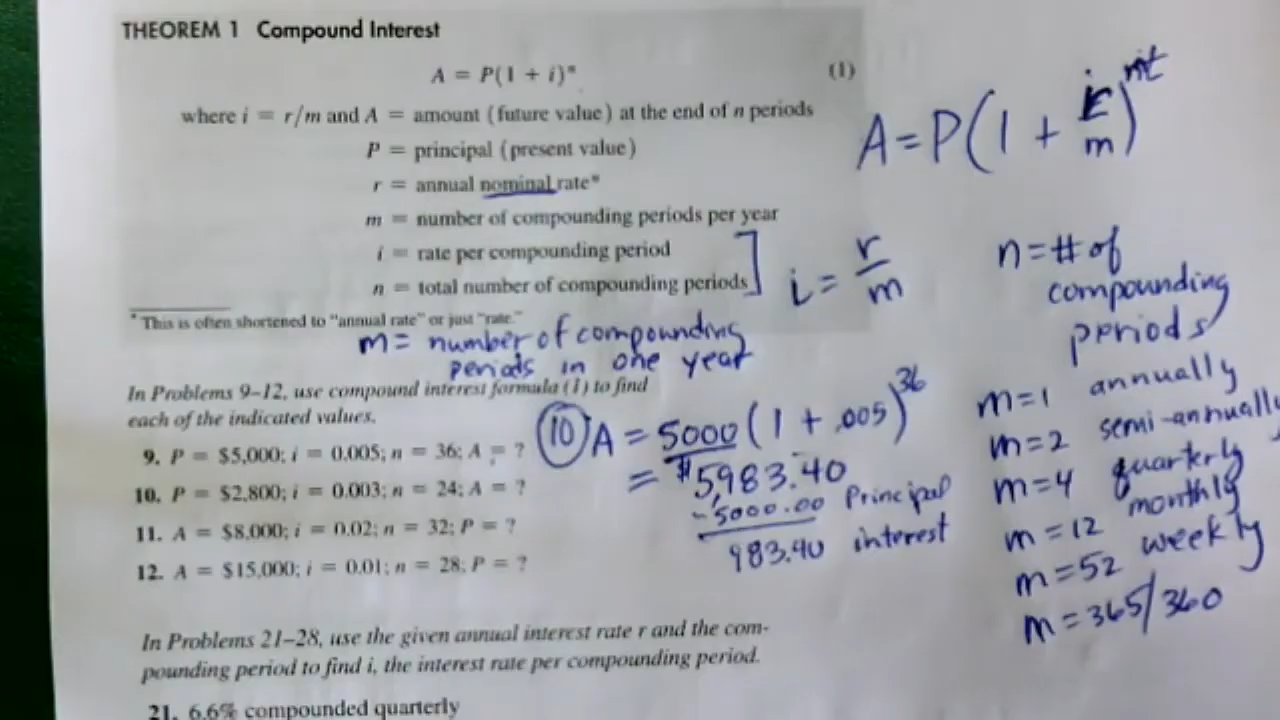 THEOREM 1 Compound Interest
A = P(1 + i)ⁿ (1)
where i = r/m and A = amount (future value) at the end of n periods
P = principal (present value)
r = annual nominal rate*
m = number of compounding periods per year
i = rate per compounding period
n = total number of compounding periods
* This is often shortened to "annual rate" or just "rate."
m = number of compounding
periods in one year
In Problems 9–12, use compound interest formula (1) to find
each of the indicated values.
9. P = $5,000; i = 0.005; n = 36; A = ?
10. P = $2,800; i = 0.003; n = 24; A = ?
11. A = $8,000; i = 0.02; n = 32; P = ?
12. A = $15,000; i = 0.01; n = 28; P = ?
In Problems 21–28, use the given annual interest rate r and the com-
pounding period to find i, the interest rate per compounding period.
21. 6.6% compounded quarterly
A = P(1 + r/m)^mt
i = r/m
n = # of
compounding
periods
10 A = 5000 (1 + .005)^36
= $5,983.40
- 5000.00 Principal
983.40 interest
m = 1 annually
m = 2 semi-annually
m = 4 quarterly
m = 12 monthly
m = 52 weekly
m = 365/360